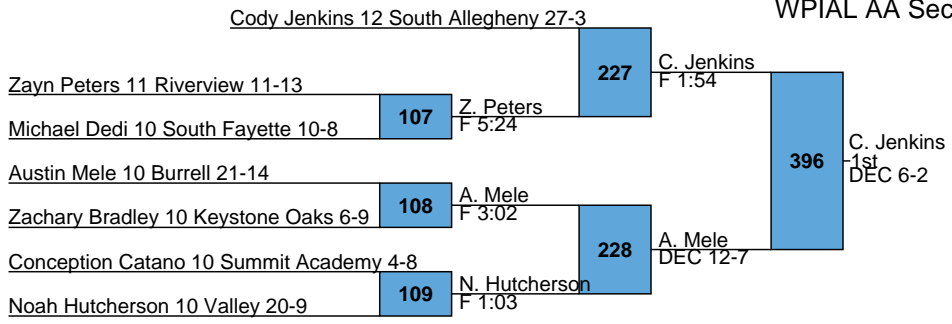 WPIAL AA Sec
Cody Jenkins 12 South Allegheny 27-3
227
C. Jenkins
F 1:54
Zayn Peters 11 Riverview 11-13
107
Z. Peters
F 5:24
Michael Dedi 10 South Fayette 10-8
396
C. Jenkins
1st
DEC 6-2
Austin Mele 10 Burrell 21-14
108
A. Mele
F 3:02
Zachary Bradley 10 Keystone Oaks 6-9
228
A. Mele
DEC 12-7
Conception Catano 10 Summit Academy 4-8
109
N. Hutcherson
F 1:03
Noah Hutcherson 10 Valley 20-9